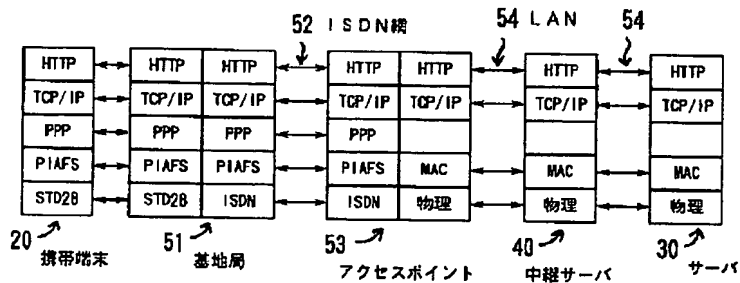 52 ISDN網 54 LAN 54
HTTP HTTP HTTP HTTP HTTP HTTP HTTP
TCP/IP TCP/IP TCP/IP TCP/IP TCP/IP TCP/IP TCP/IP
PPP PPP PPP PPP
PIAFS PIAFS PIAFS PIAFS MAC MAC MAC
STD28 STD28 ISDN ISDN 物理 物理 物理
20 51 53 40 30
携帯端末 基地局 アクセスポイント 中継サーバ サーバ